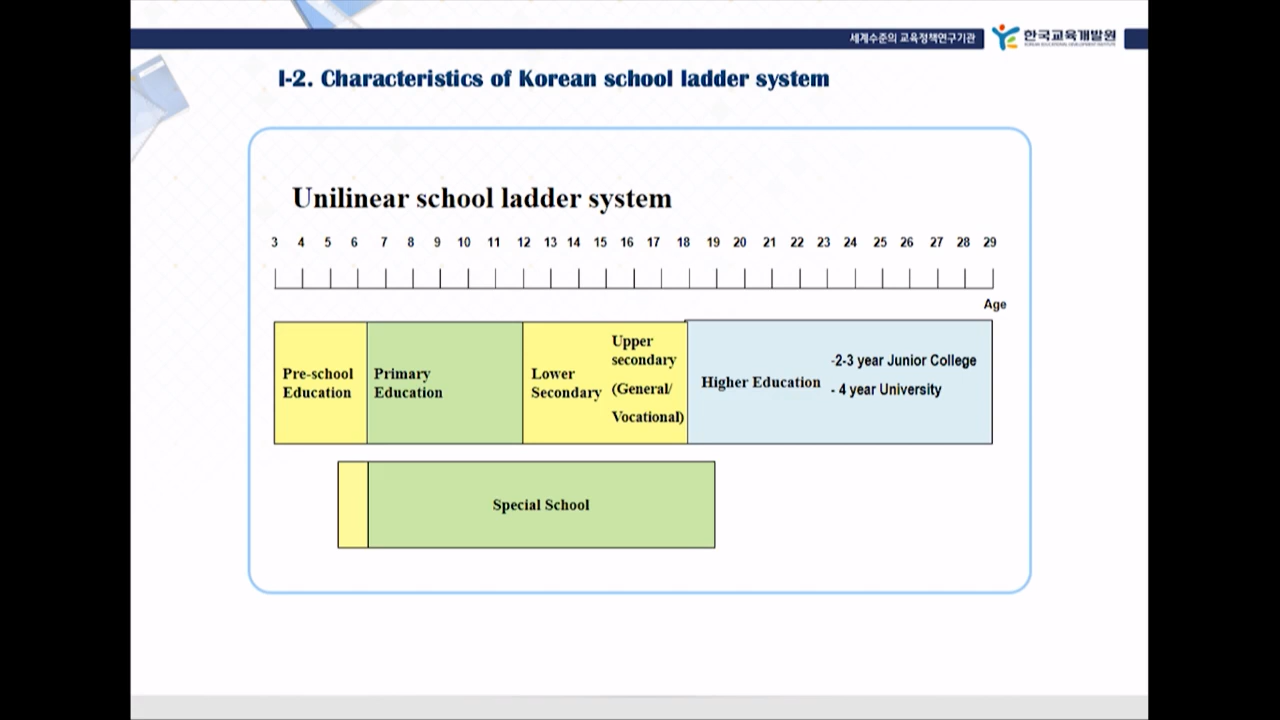 세계수준의 교육정책연구기관
한국교육개발원
KOREAN EDUCATIONAL DEVELOPMENT INSTITUTE
I-2. Characteristics of Korean school ladder system
Unilinear school ladder system
3 4 5 6 7 8 9 10 11 12 13 14 15 16 17 18 19 20 21 22 23 24 25 26 27 28 29
Age
Pre-school
Education
Primary
Education
Lower
Secondary
Upper
secondary
(General/
Vocational)
Higher Education
-2-3 year Junior College
- 4 year University
Special School